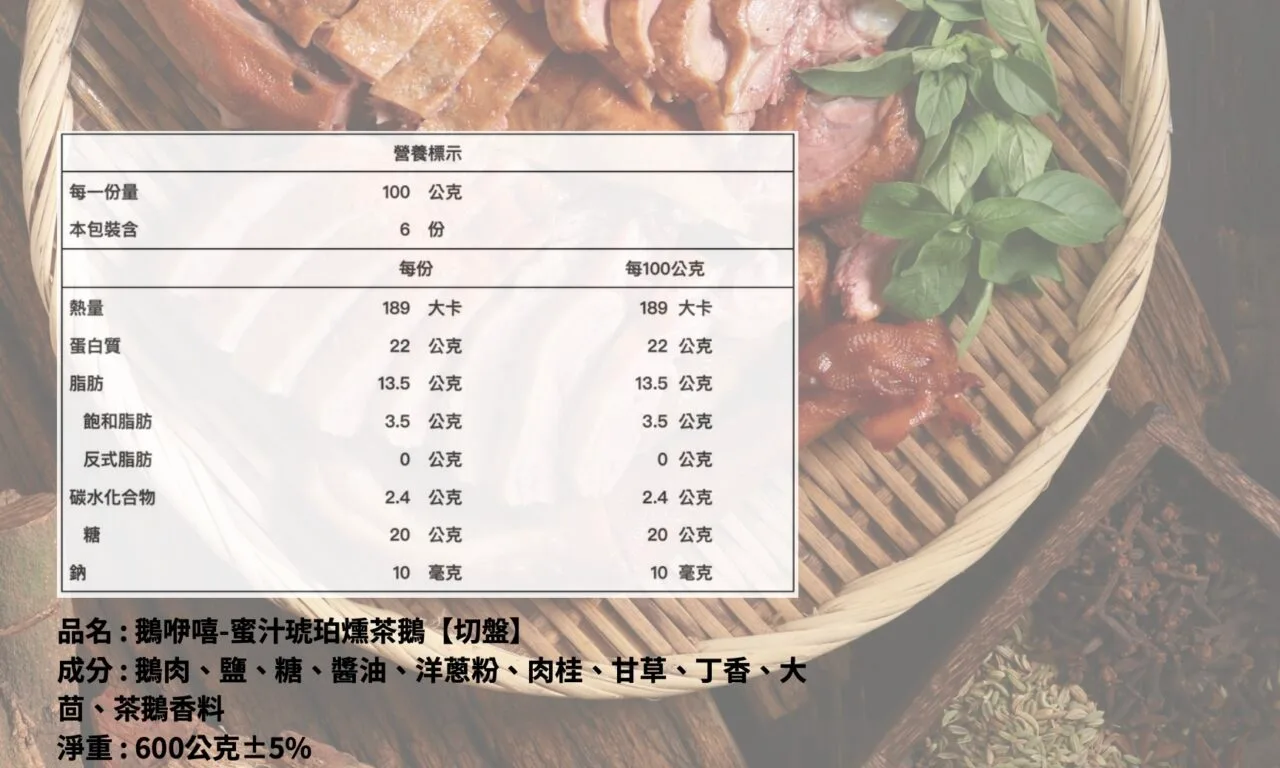 營養標示
每一份量 100 公克
本包裝含 6 份
每份 每100公克
熱量 189 大卡 189 大卡
蛋白質 22 公克 22 公克
脂肪 13.5 公克 13.5 公克
飽和脂肪 3.5 公克 3.5 公克
反式脂肪 0 公克 0 公克
碳水化合物 2.4 公克 2.4 公克
糖 20 公克 20 公克
鈉 10 毫克 10 毫克
品名 : 鵝咿嘻-蜜汁琥珀燻茶鵝【切盤】
成分 : 鵝肉、鹽、糖、醬油、洋蔥粉、肉桂、甘草、丁香、大
茴、茶鵝香料
淨重 : 600公克±5%